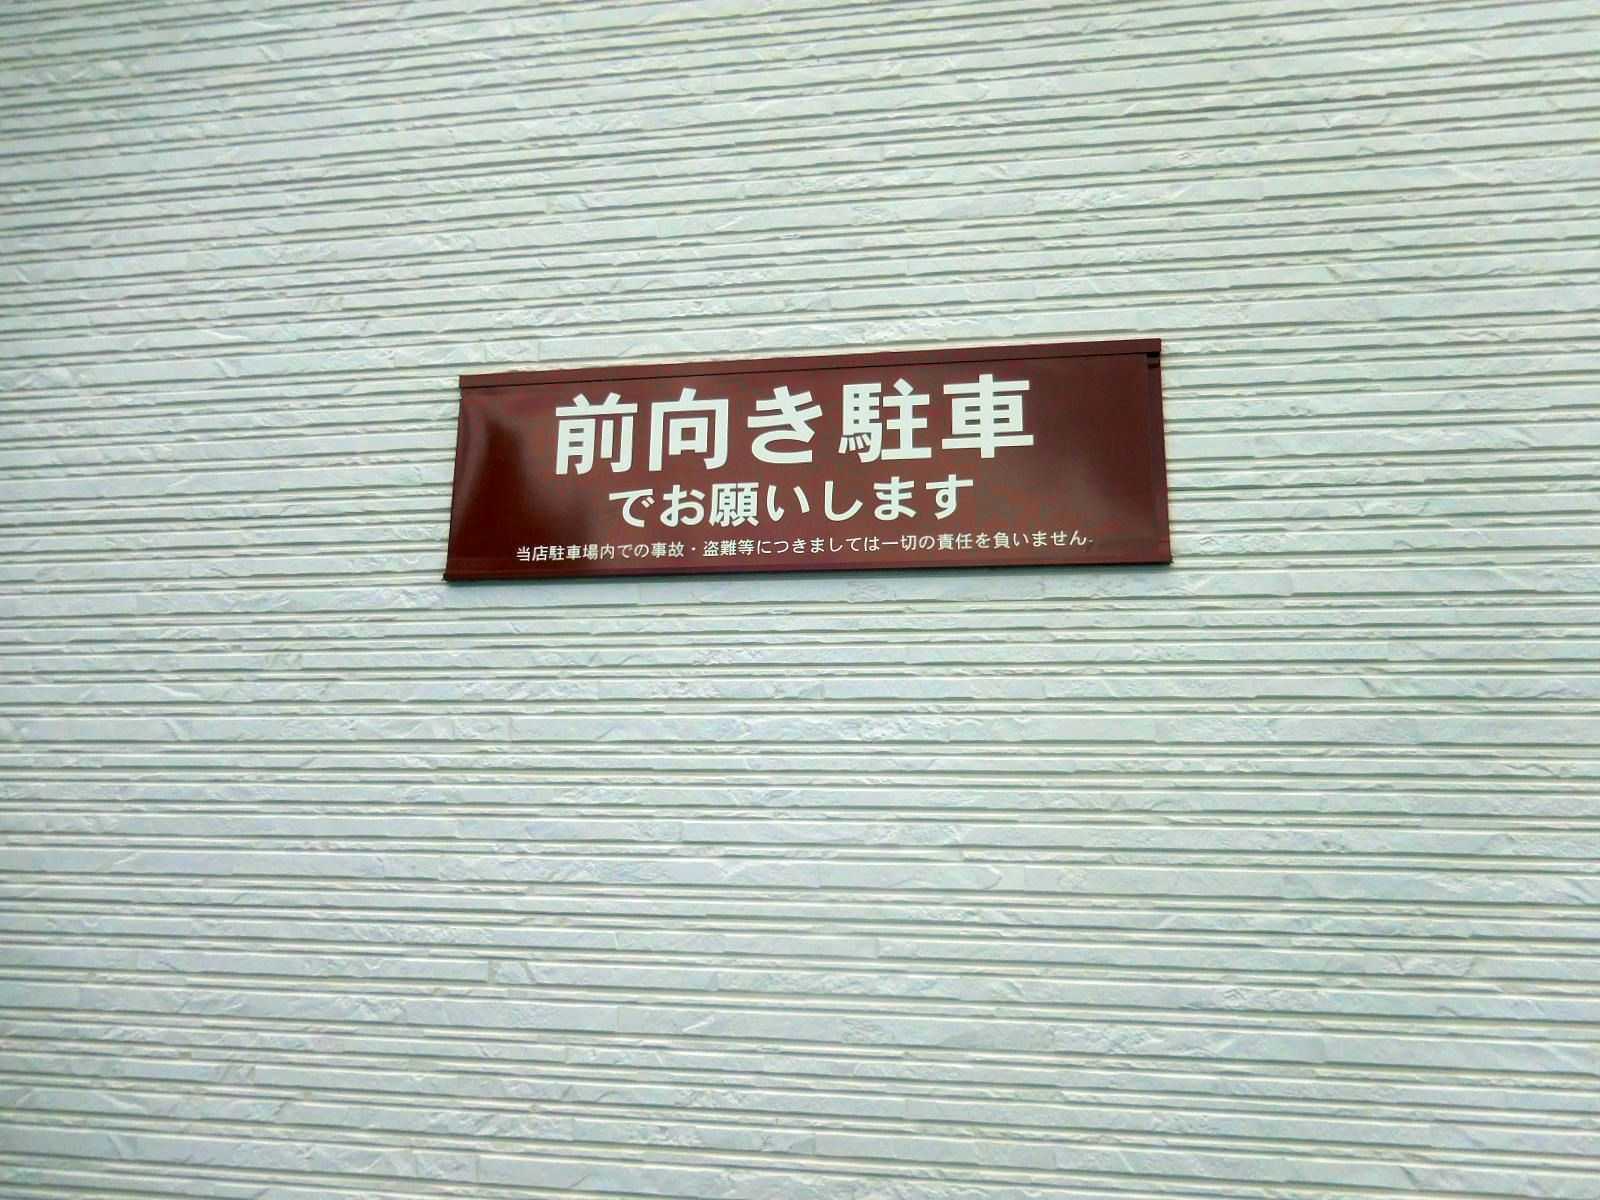 前向き駐車
でお願いします
当店駐車場内での事故・盗難等につきましては一切の責任を負いません。